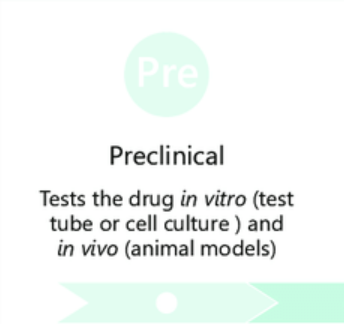 Pre
Preclinical
Tests the drug in vitro (test
tube or cell culture ) and
in vivo (animal models)